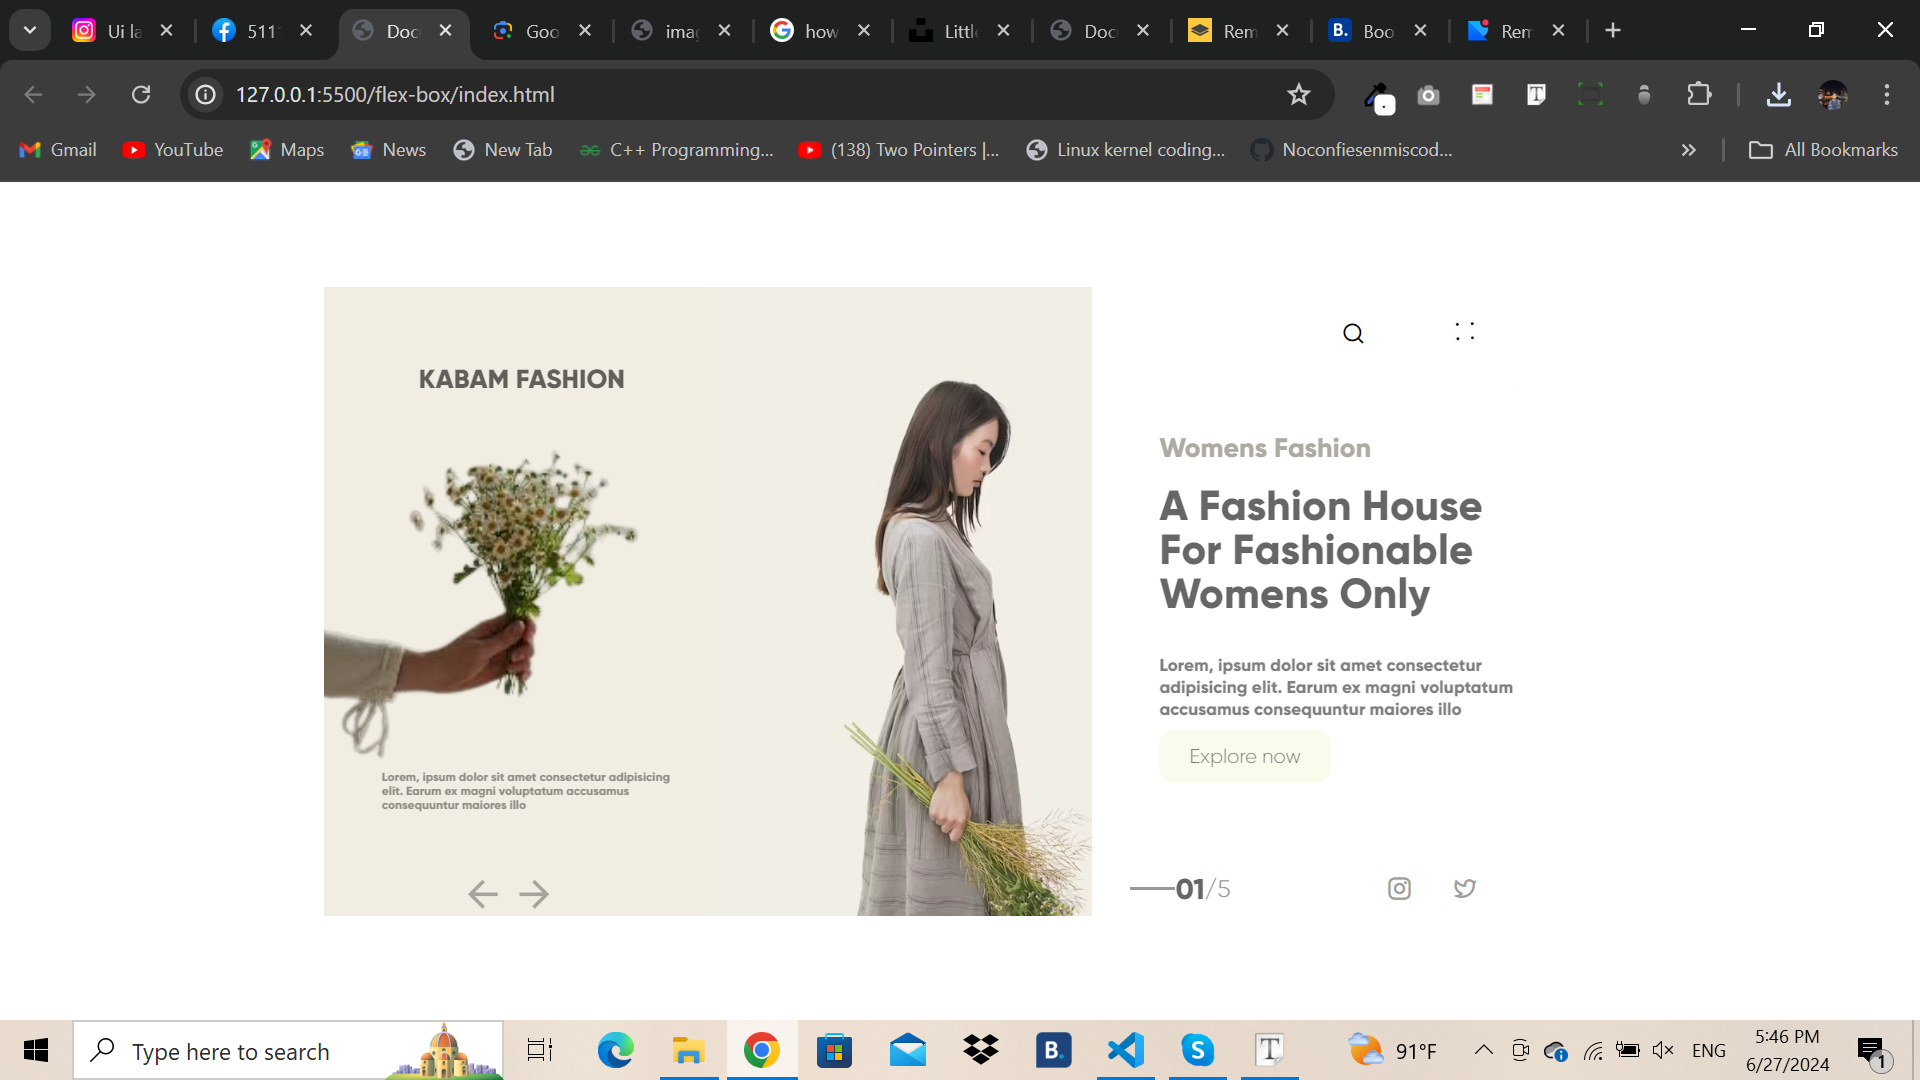 Ui la
511
Doc
Goo
imag
how
Little
Doc
Rem
Boo
Rem
127.0.0.1:5500/flex-box/index.html
Gmail
YouTube
Maps
News
New Tab
C++ Programming...
(138) Two Pointers |...
Linux kernel coding...
Noconfiesenmiscod...
All Bookmarks
KABAM FASHION
Lorem, ipsum dolor sit amet consectetur adipisicing
elit. Earum ex magni voluptatum accusamus
consequuntur maiores illo
Womens Fashion
A Fashion House
For Fashionable
Womens Only
Lorem, ipsum dolor sit amet consectetur
adipisicing elit. Earum ex magni voluptatum
accusamus consequuntur maiores illo
Explore now
01/5
Type here to search
91°F
ENG
5:46 PM
6/27/2024
1